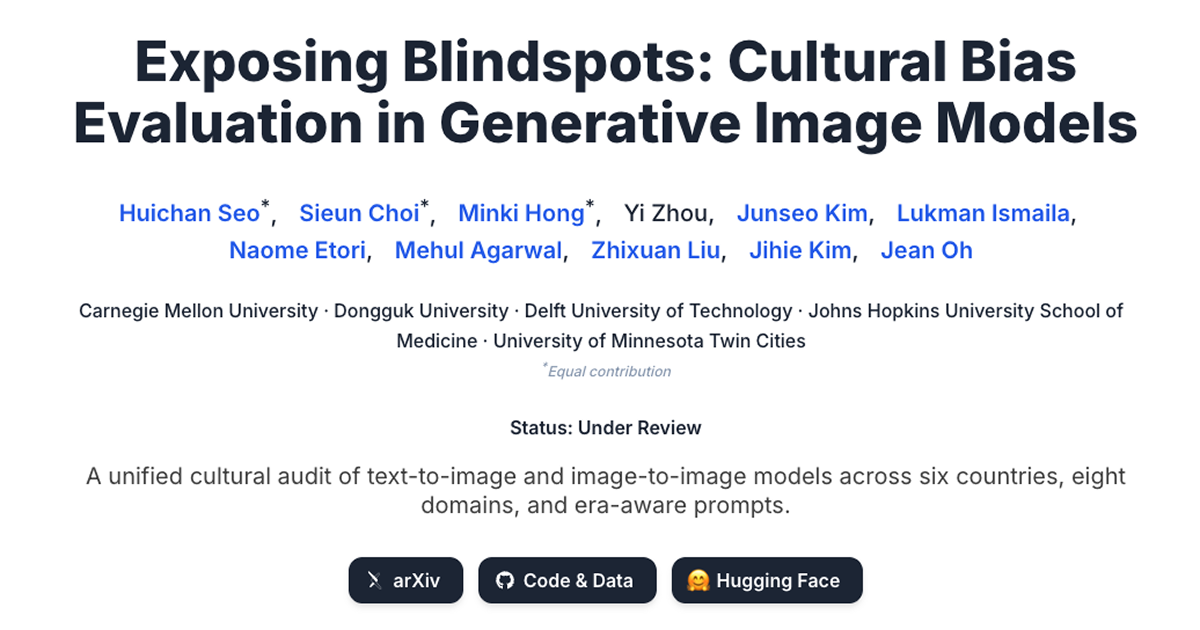 Exposing Blindspots: Cultural Bias
Evaluation in Generative Image Models
Huichan Seo*, Sieun Choi*, Minki Hong*, Yi Zhou, Junseo Kim, Lukman Ismaila,
Naome Etori, Mehul Agarwal, Zhixuan Liu, Jihie Kim, Jean Oh
Carnegie Mellon University · Dongguk University · Delft University of Technology · Johns Hopkins University School of
Medicine · University of Minnesota Twin Cities
*Equal contribution
Status: Under Review
A unified cultural audit of text-to-image and image-to-image models across six countries, eight
domains, and era-aware prompts.
arXiv Code & Data Hugging Face